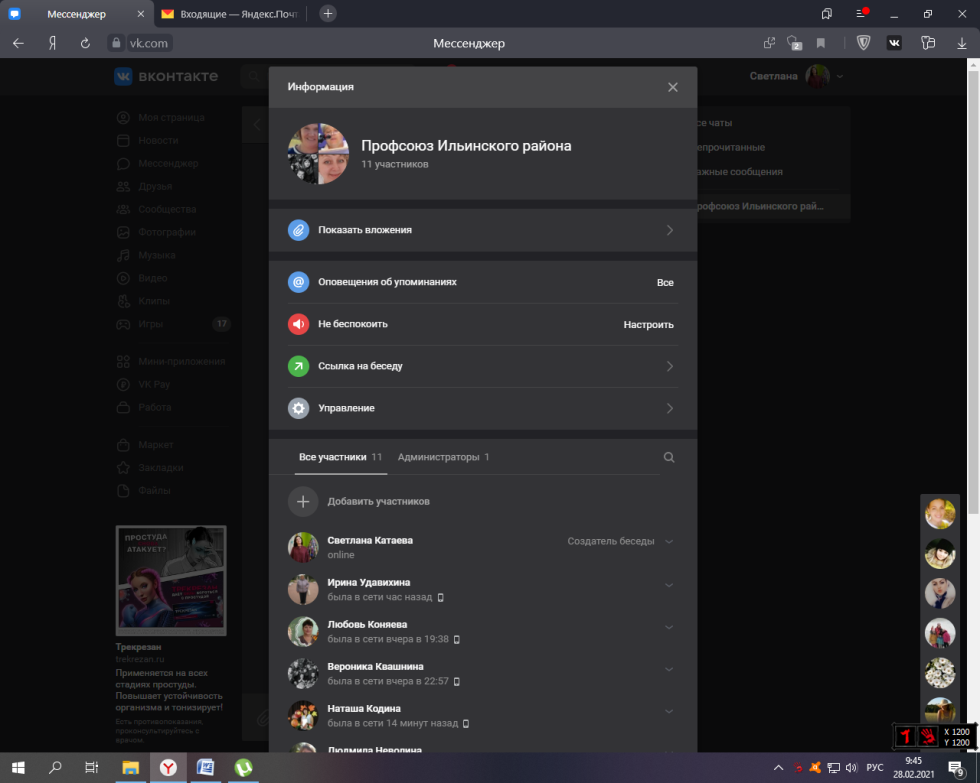 Мессенджер
Входящие — Яндекс.Почт
vk.com
Мессенджер
2
вконтакте
Светлана
Моя страница
Новости
Мессенджер
Друзья
Сообщества
Фотографии
Музыка
Видео
Клипы
Игры 17
Мини-приложения
VK Pay
Работа
Маркет
Закладки
Файлы
ПРОСТУДА
АТАКУЕТ?
Трекрезан
trekrezan.ru
Применяется на всех
стадиях простуды.
Повышает устойчивость
организма и тонизирует!
Есть противопоказания,
проконсультируйтесь с
врачом.
Информация
Профсоюз Ильинского района
11 участников
Показать вложения
Оповещения об упоминаниях Все
Не беспокоить Настроить
Ссылка на беседу
Управление
Все участники 11 Администраторы 1
Добавить участников
Светлана Катаева
online
Создатель беседы
Ирина Удавихина
была в сети час назад
Любовь Коняева
была в сети вчера в 19:38
Вероника Квашнина
была в сети вчера в 22:57
Наташа Кодина
была в сети 14 минут назад
Людмила Неволина
се чаты
епрочитанные
ажные сообщения
рофсоюз Ильинского рай...
X 1200
Y 1200
РУС
9:45
28.02.2021
9